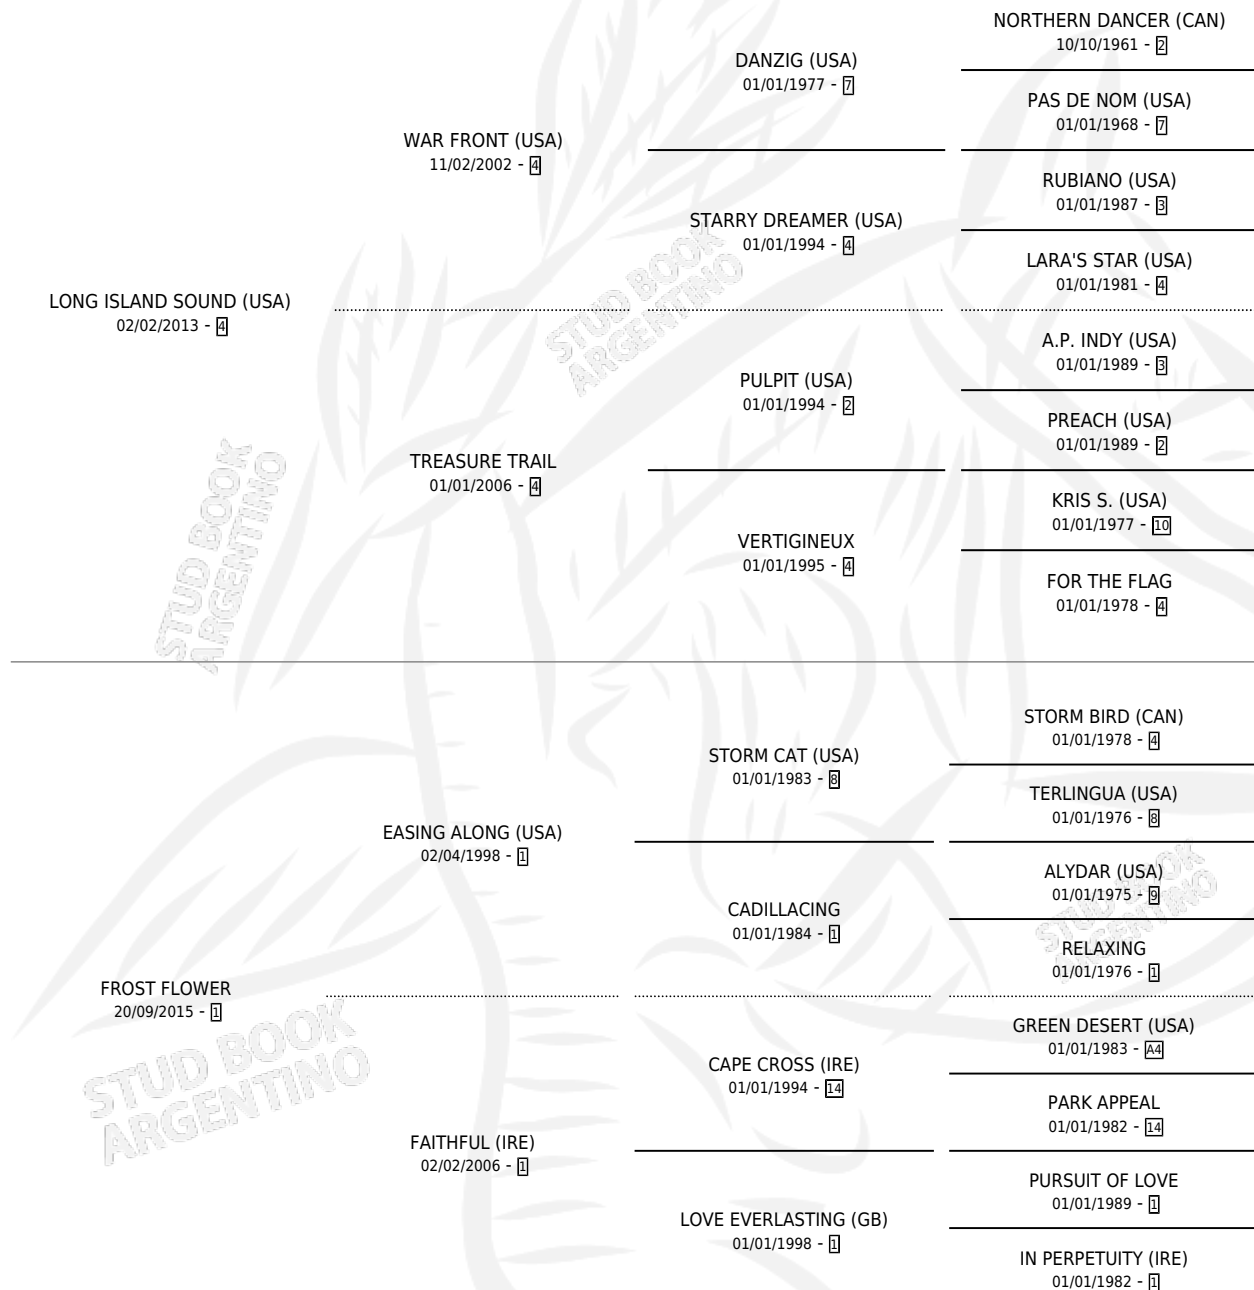 NORTHERN DANCER (CAN)
10/10/1961 - 2
DANZIG (USA)
01/01/1977 - 7
PAS DE NOM (USA)
01/01/1968 - 7
WAR FRONT (USA)
11/02/2002 - 4
RUBIANO (USA)
01/01/1987 - 3
STARRY DREAMER (USA)
01/01/1994 - 4
LARA'S STAR (USA)
01/01/1981 - 4
LONG ISLAND SOUND (USA)
02/02/2013 - 4
STUD BOOK
ARGENTINO
A.P. INDY (USA)
01/01/1989 - 3
PULPIT (USA)
01/01/1994 - 2
PREACH (USA)
01/01/1989 - 2
TREASURE TRAIL
01/01/2006 - 4
KRIS S. (USA)
01/01/1977 - 10
VERTIGINEUX
01/01/1995 - 4
FOR THE FLAG
01/01/1978 - 4
STUD BOOK
ARGENTINO
STORM BIRD (CAN)
01/01/1978 - 4
STORM CAT (USA)
01/01/1983 - 8
TERLINGUA (USA)
01/01/1976 - 8
EASING ALONG (USA)
02/04/1998 - 1
ALYDAR (USA)
01/01/1975 - 9
CADILLACING
01/01/1984 - 1
RELAXING
01/01/1976 - 1
STUD BOOK
ARGENTINO
FROST FLOWER
20/09/2015 - 1
STUD BOOK
ARGENTINO
GREEN DESERT (USA)
01/01/1983 - A4
CAPE CROSS (IRE)
01/01/1994 - 14
PARK APPEAL
01/01/1982 - 14
FAITHFUL (IRE)
02/02/2006 - 1
PURSUIT OF LOVE
01/01/1989 - 1
LOVE EVERLASTING (GB)
01/01/1998 - 1
IN PERPETUITY (IRE)
01/01/1982 - 1